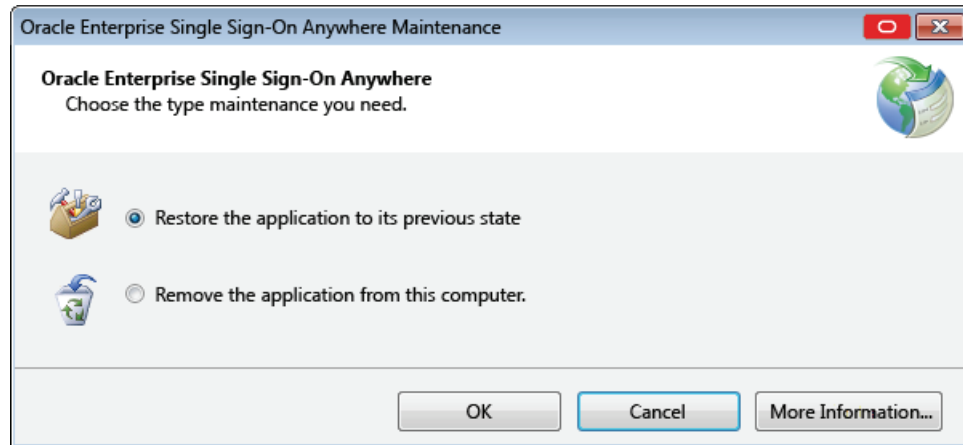 Oracle Enterprise Single Sign-On Anywhere Maintenance
Oracle Enterprise Single Sign-On Anywhere
Choose the type maintenance you need.
Restore the application to its previous state
Remove the application from this computer.
OK Cancel More Information...